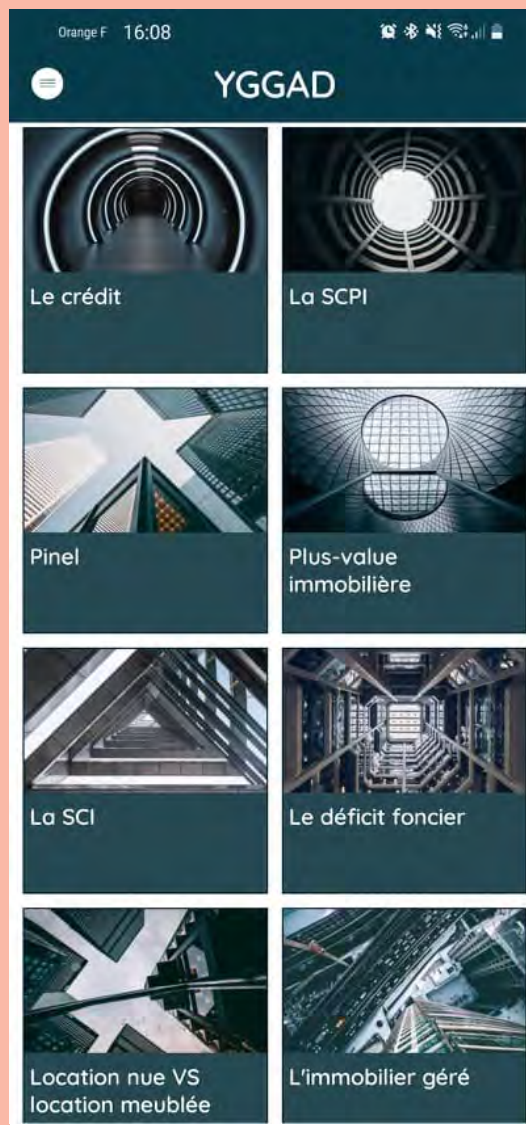 Orange F 16:08
YGGAD
Le crédit
La SCPI
Pinel
Plus-value
immobilière
La SCI
Le déficit foncier
Location nue VS
location meublée
L'immobilier géré